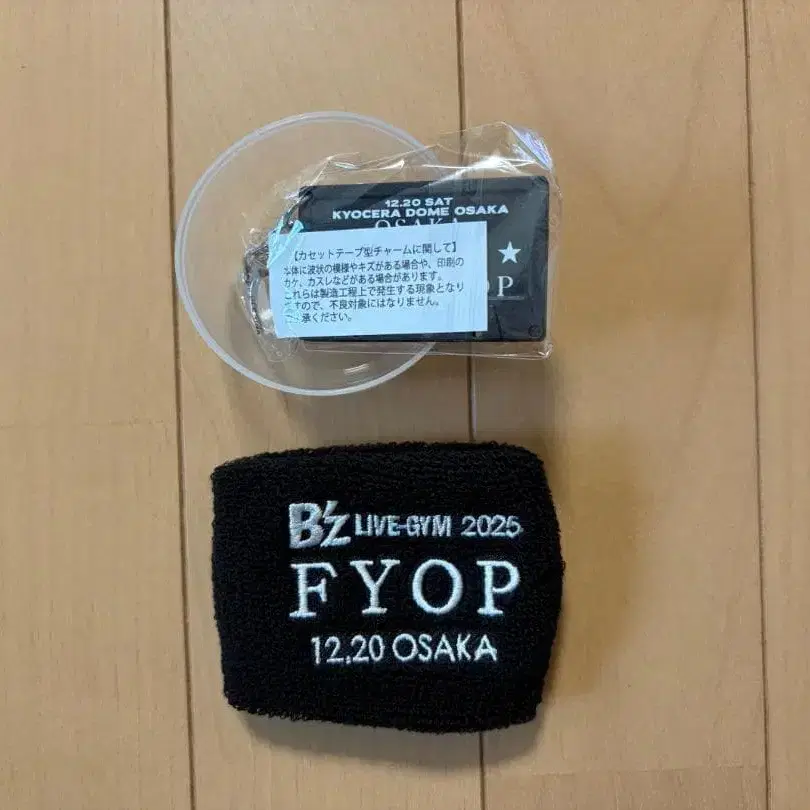 12.20 SAT
KYOCERA DOME OSAKA
OSAKA
【カセットテープ型チャームに関して】
本体に波状の模様やキズがある場合や、印刷の
カケ、カスレなどがある場合があります。
これらは製造工程上で発生する現象となり
ますので、不良対象にはなりません。
承ください。
★
OP
B'z LIVE-GYM 2025
FYOP
12,20 OSAKA